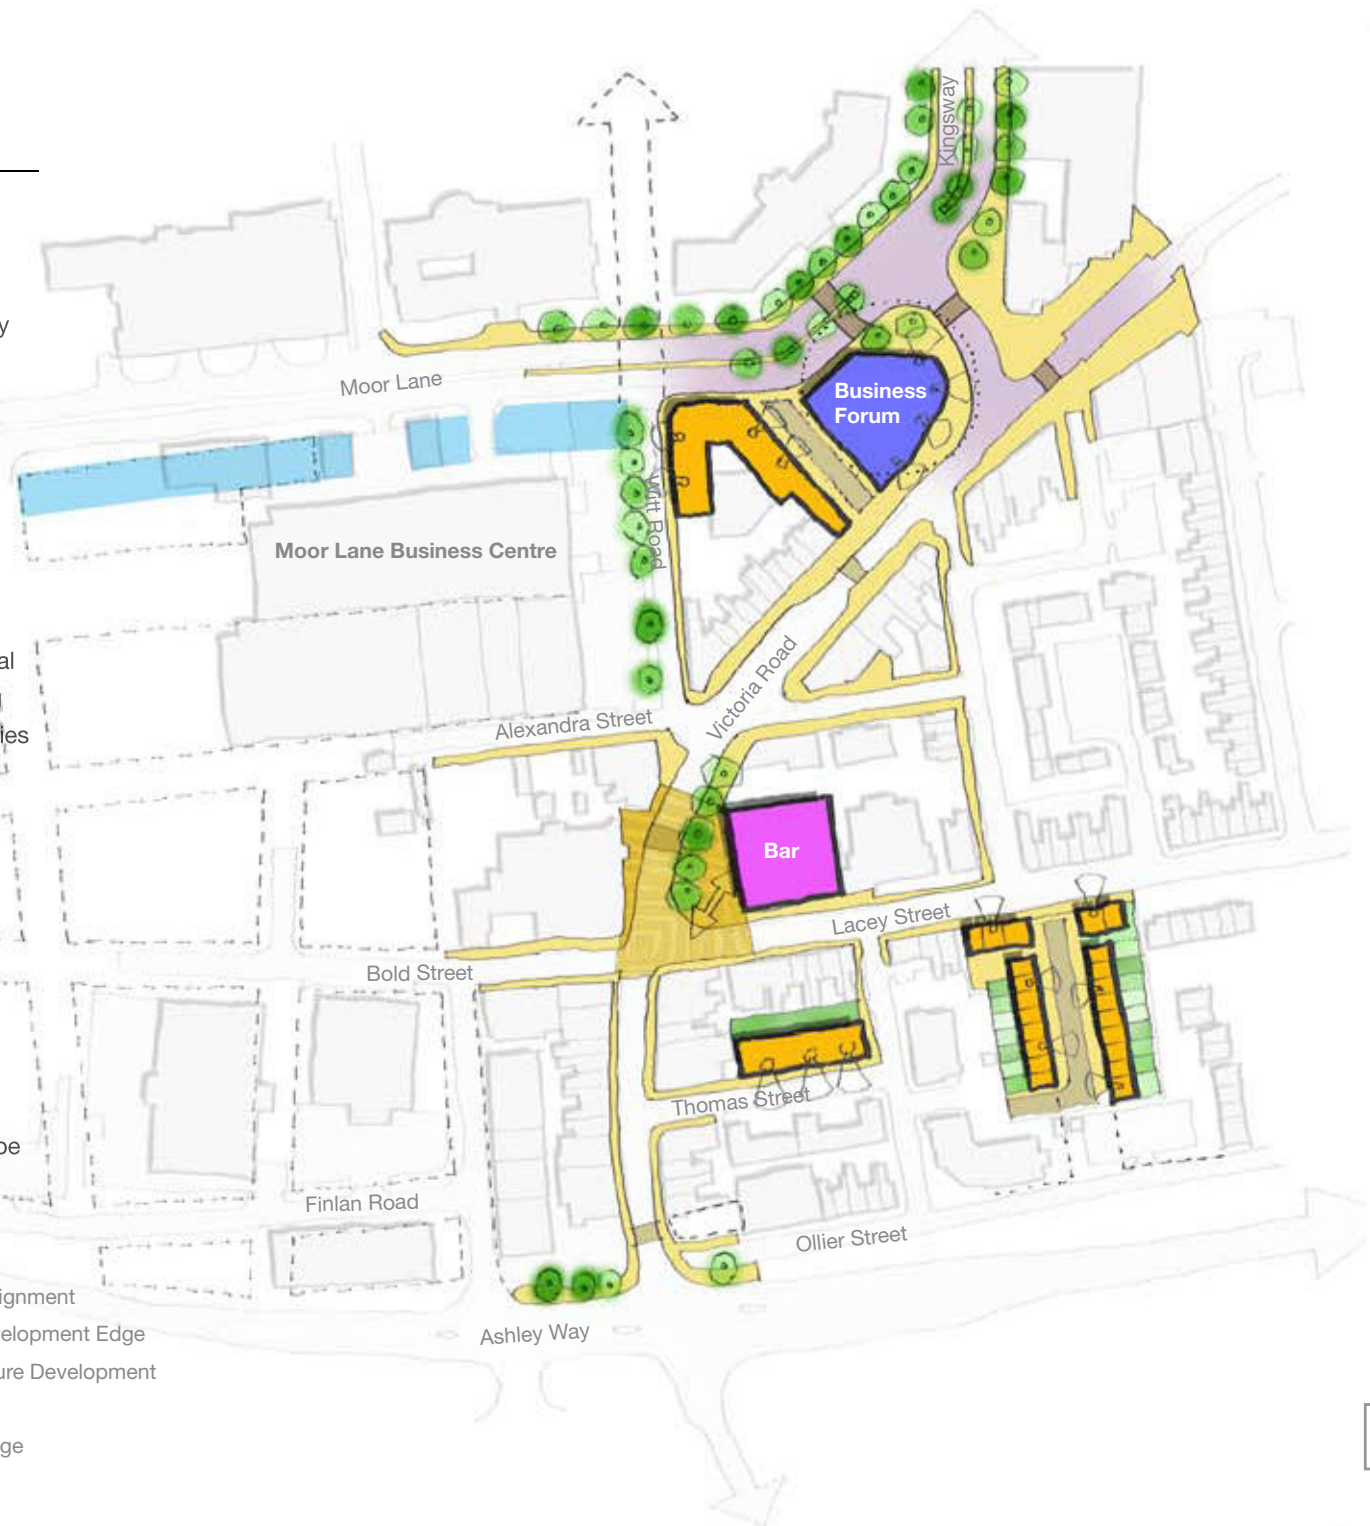 Kingsway
y
Moor Lane
Business
Forum
Witt Road
Moor Lane Business Centre
al
g
ies
Victoria Road
Alexandra Street
Bar
Lacey Street
Bold Street
Thomas Street
be
Finlan Road
Ollier Street
ignment
Ashley Way
elopment Edge
ure Development
ge